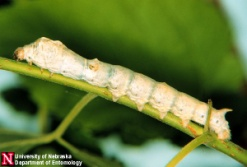 N
University of Nebraska
Department of Entomology